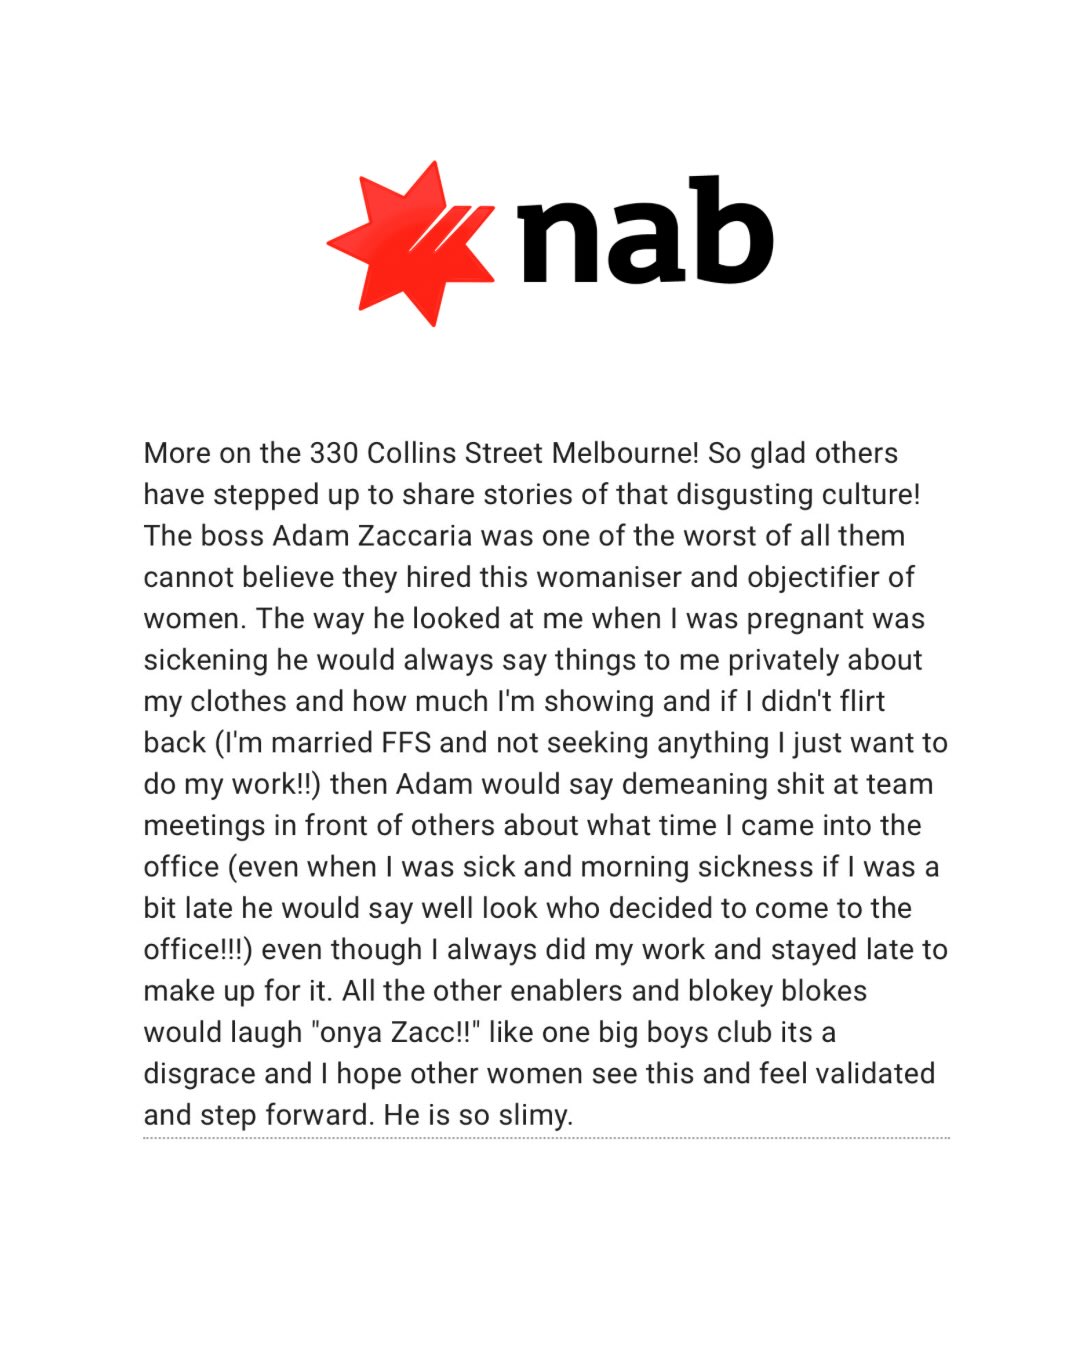 nab
More on the 330 Collins Street Melbourne! So glad others
have stepped up to share stories of that disgusting culture!
The boss Adam Zaccaria was one of the worst of all them
cannot believe they hired this womaniser and objectifier of
women. The way he looked at me when I was pregnant was
sickening he would always say things to me privately about
my clothes and how much I'm showing and if I didn't flirt
back (I'm married FFS and not seeking anything I just want to
do my work!!) then Adam would say demeaning shit at team
meetings in front of others about what time I came into the
office (even when I was sick and morning sickness if I was a
bit late he would say well look who decided to come to the
office!!!) even though I always did my work and stayed late to
make up for it. All the other enablers and blokey blokes
would laugh "onya Zacc!!" like one big boys club its a
disgrace and I hope other women see this and feel validated
and step forward. He is so slimy.